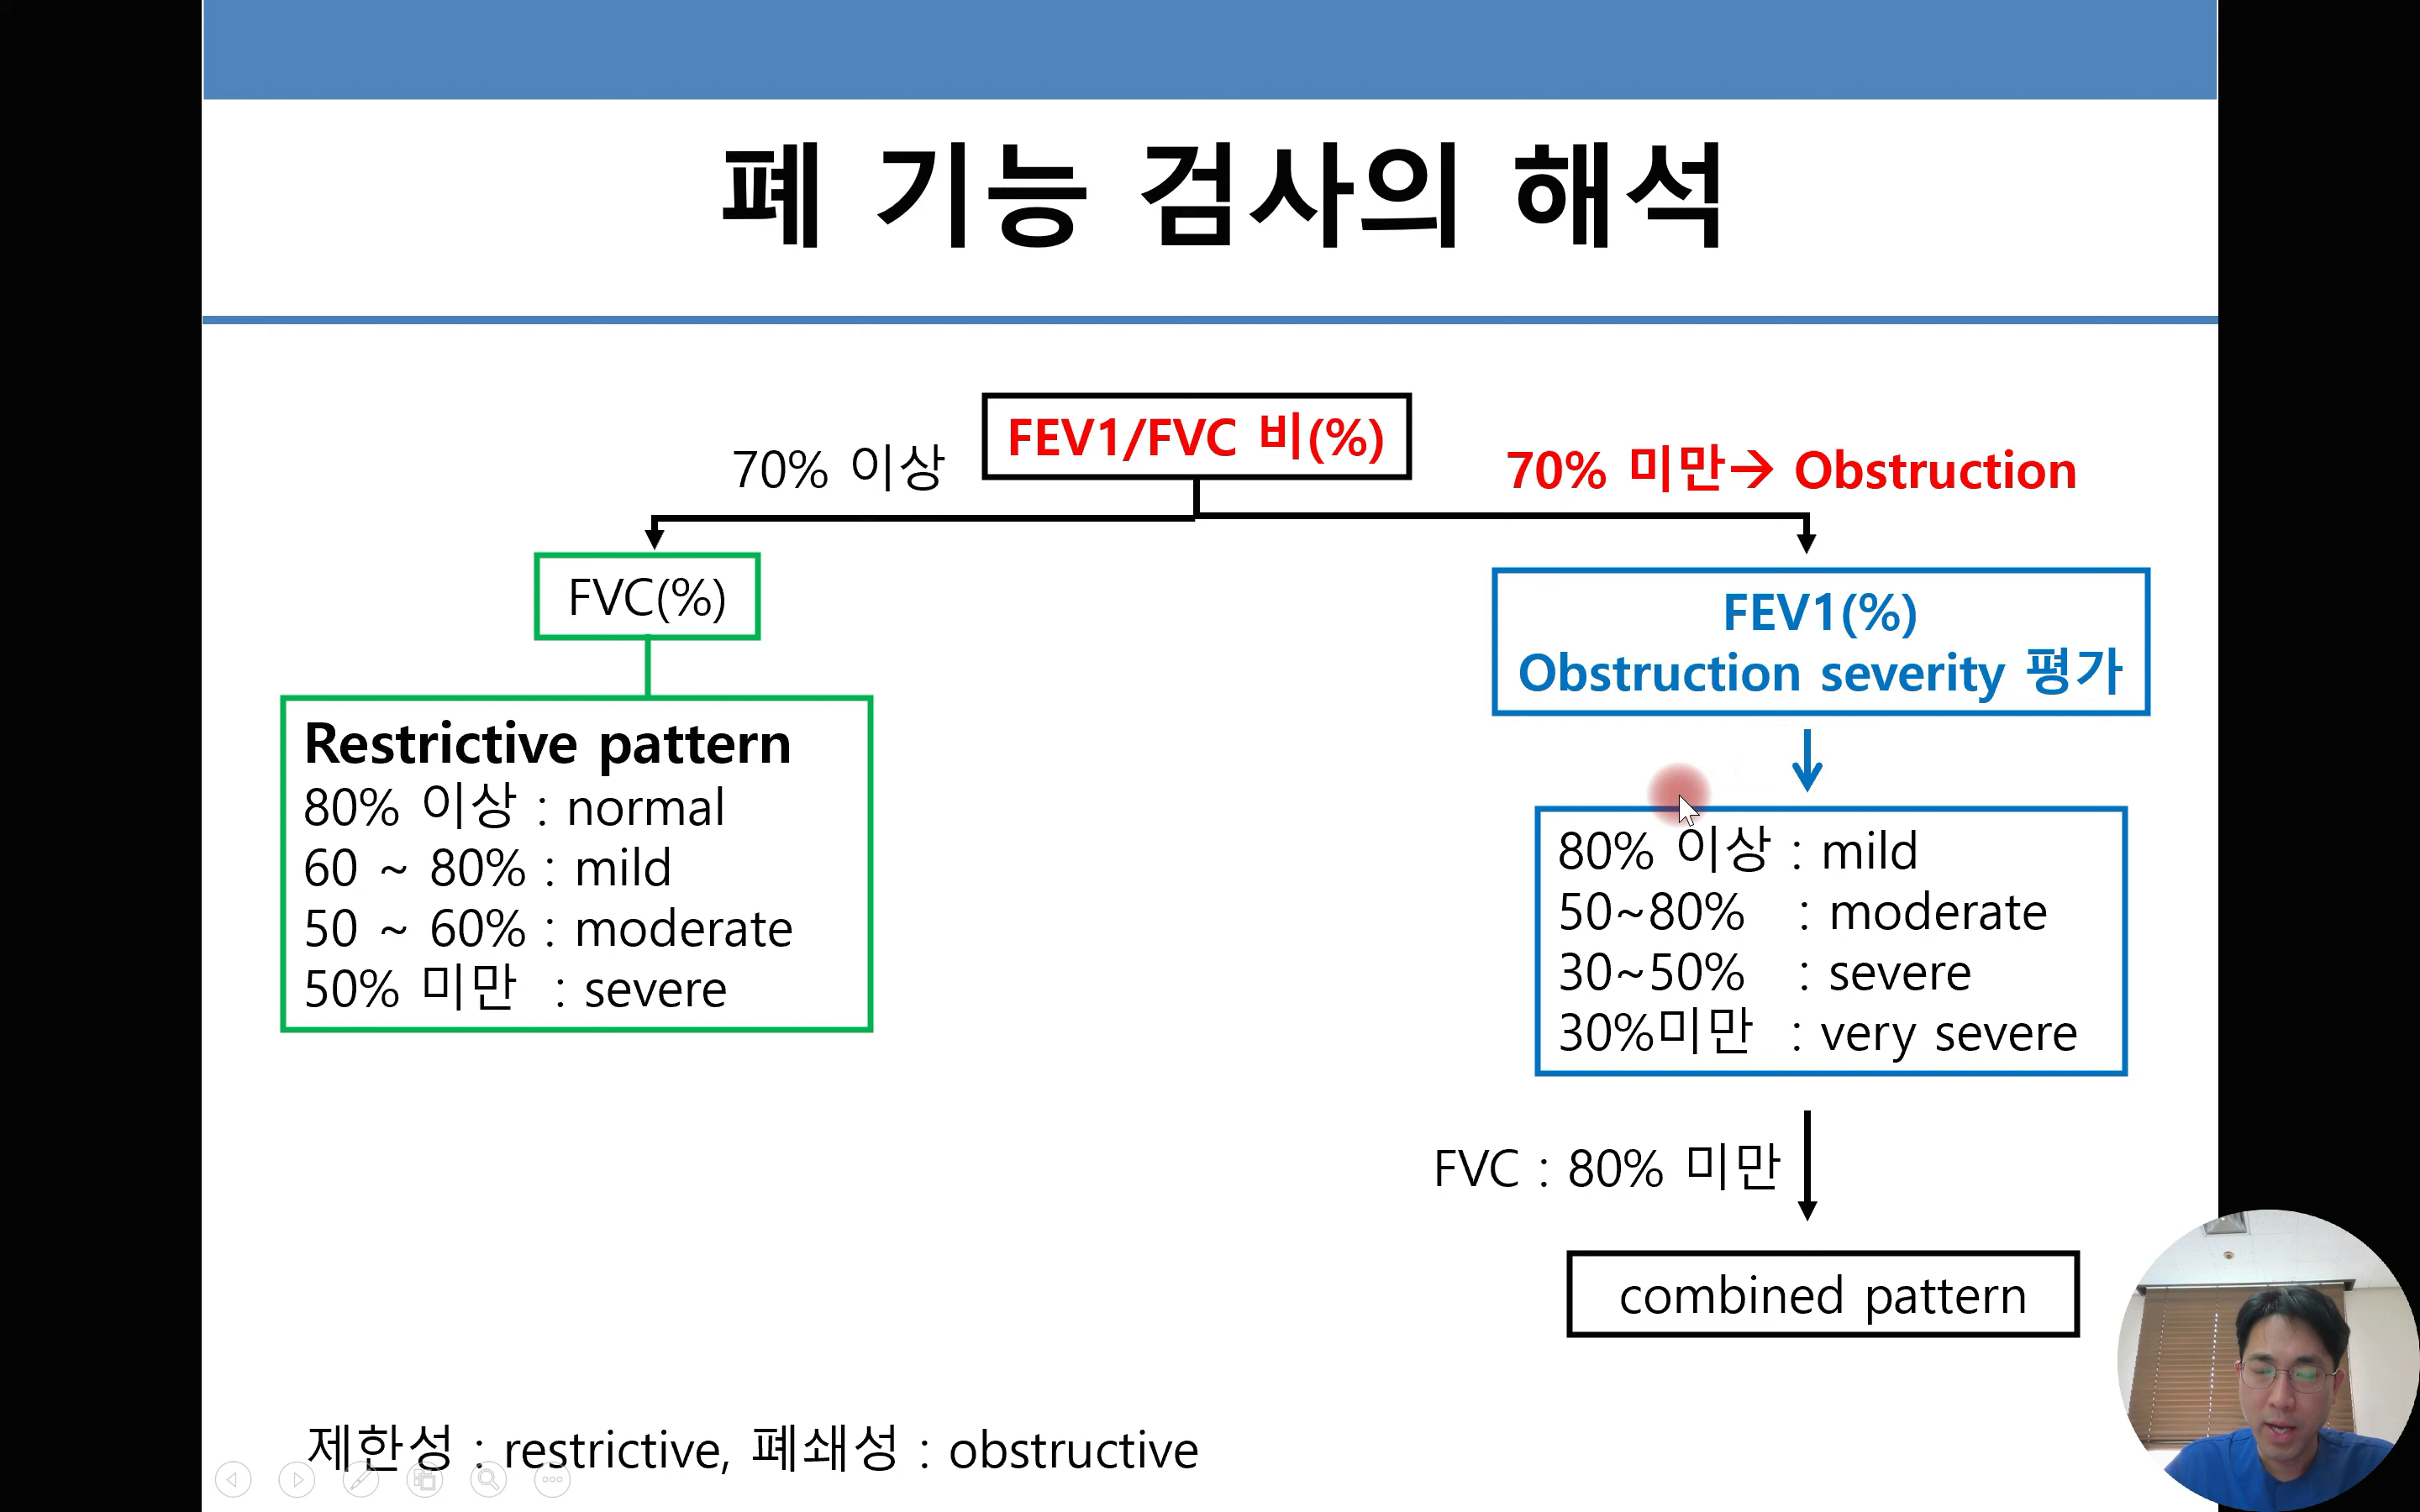 폐 기능 검사의 해석
FEV1/FVC 비(%)
70% 이상
70% 미만→ Obstruction
FVC(%)
FEV1(%)
Obstruction severity 평가
Restrictive pattern
80% 이상 : normal
60 ~ 80% : mild
50 ~ 60% : moderate
50% 미만 : severe
80% 이상 : mild
50~80% : moderate
30~50% : severe
30%미만 : very severe
FVC : 80% 미만
combined pattern
제한성 : restrictive, 폐쇄성 : obstructive